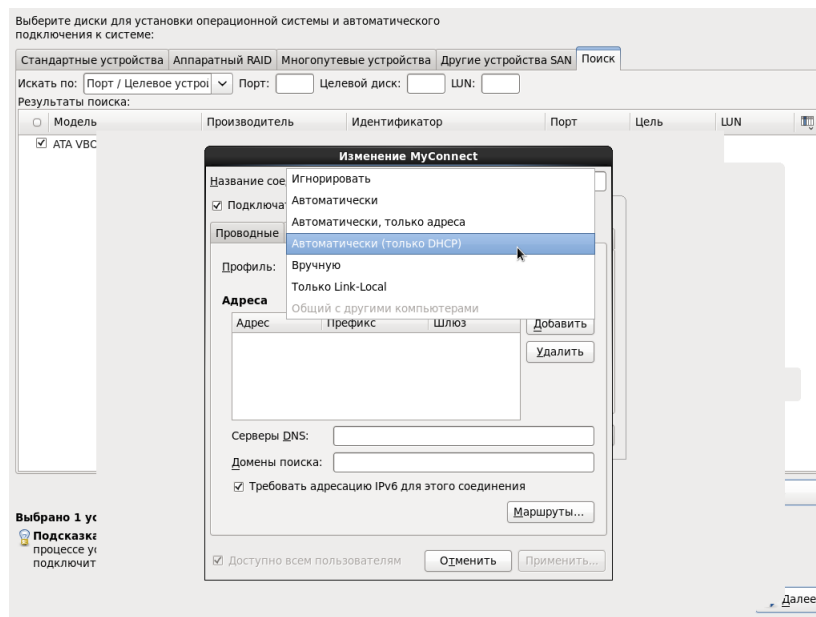 Выберите диски для установки операционной системы и автоматического
подключения к системе:
Стандартные устройства Аппаратный RAID Многопутевые устройства Другие устройства SAN Поиск
Искать по: Порт / Целевое устрой Порт: Целевой диск: LUN:
Результаты поиска:
Модель Производитель Идентификатор Порт Цель LUN
ATA VBO
Изменение MyConnect
Название сое
Игнорировать
Автоматически
Подключа
Автоматически, только адреса
Проводные
Автоматически (только DHCP)
Вручную
Профиль:
Только Link-Local
Адреса
Общий с другими компьютерами
Адрес Префикс Шлюз Добавить
Удалить
Серверы DNS:
Домены поиска:
Требовать адресацию IPv6 для этого соединения
Маршруты...
Выбрано 1 ус
Подсказка
процессе ус
подключит
Доступно всем пользователям Отменить Применить...
Далее